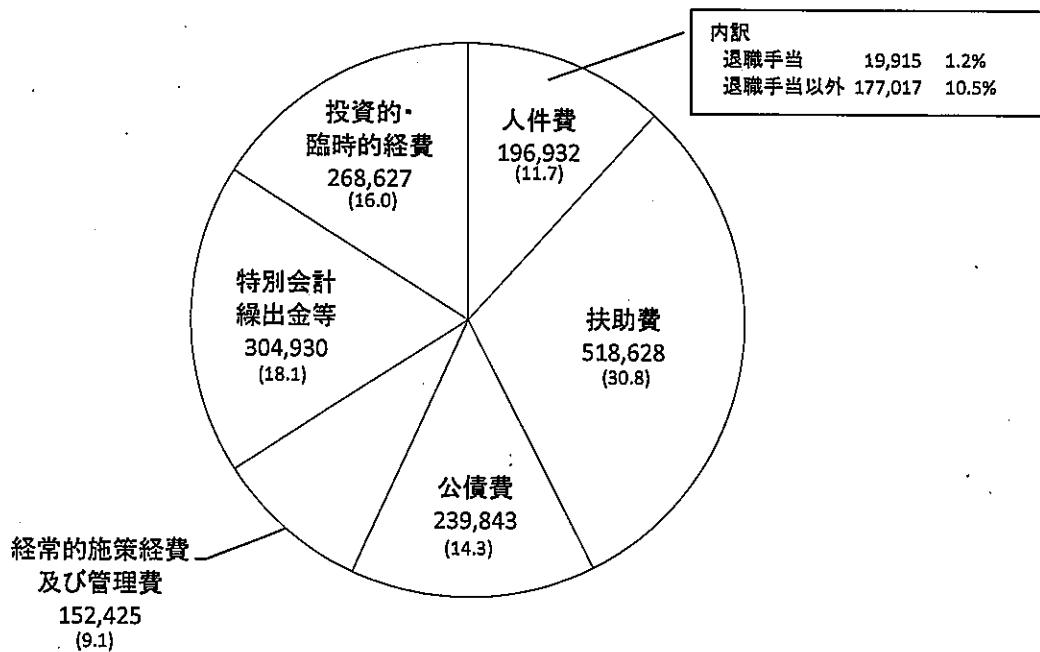 内訳
退職手当 19,915 1.2%
退職手当以外 177,017 10.5%
人件費
196,932
(11.7)
扶助費
518,628
(30.8)
公債費
239,843
(14.3)
経常的施策経費
及び管理費
152,425
(9.1)
特別会計
繰出金等
304,930
(18.1)
投資的・
臨時的経費
268,627
(16.0)